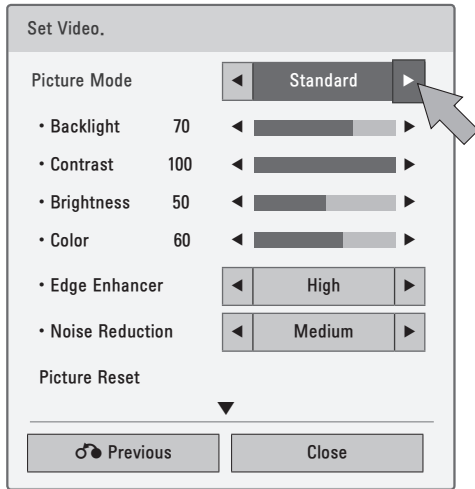 Set Video.
Picture Mode ◀ Standard ▶
• Backlight 70 ◀ ▶
• Contrast 100 ◀ ▶
• Brightness 50 ◀ ▶
• Color 60 ◀ ▶
• Edge Enhancer ◀ High ▶
• Noise Reduction ◀ Medium ▶
Picture Reset
▼
Previous Close